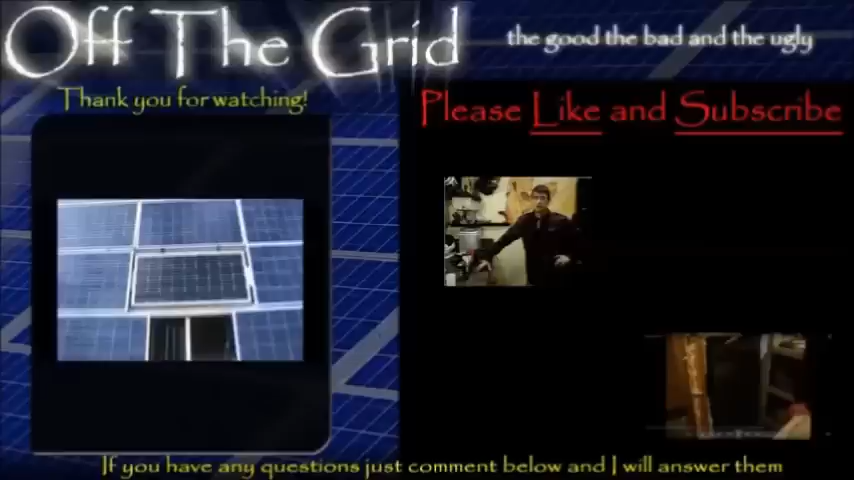 Off The Grid
the good the bad and the ugly
Thank you for watching!
Please Like and Subscribe
If you have any questions just comment below and I will answer them